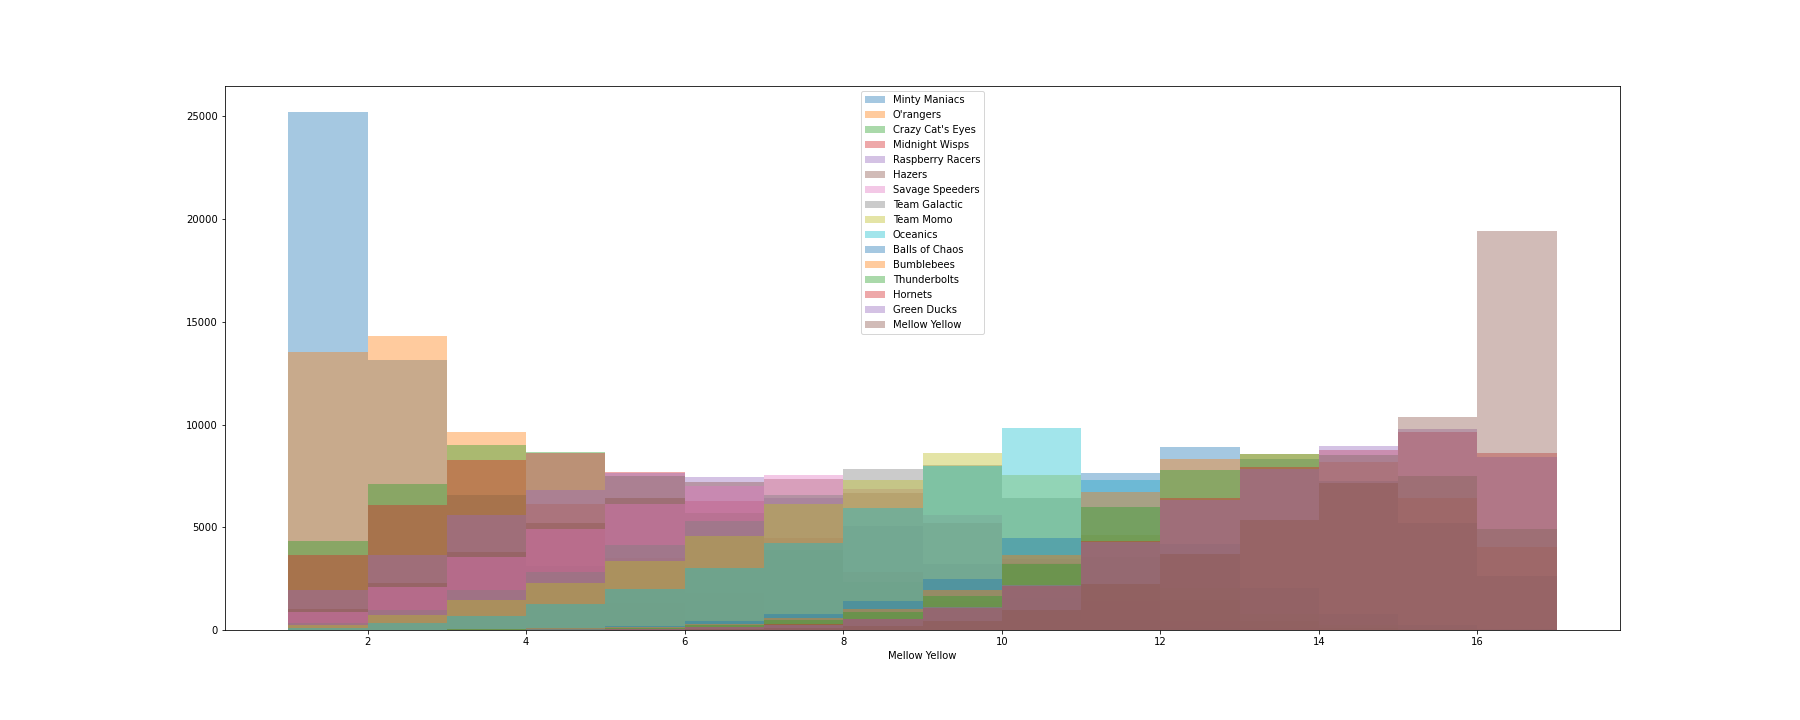 25000
20000
15000
10000
5000
0
Minty Maniacs
O'rangers
Crazy Cat's Eyes
Midnight Wisps
Raspberry Racers
Hazers
Savage Speeders
Team Galactic
Team Momo
Oceanics
Balls of Chaos
Bumblebees
Thunderbolts
Hornets
Green Ducks
Mellow Yellow
2 4 6 8 10 12 14 16
Mellow Yellow